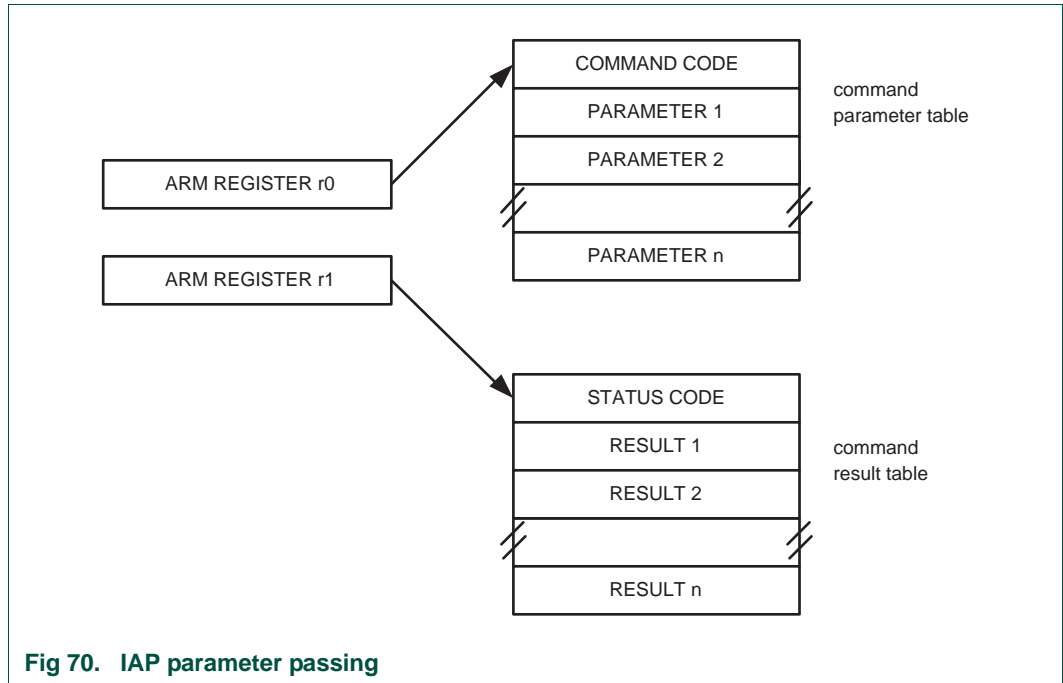 COMMAND CODE
PARAMETER 1
PARAMETER 2
PARAMETER n
command
parameter table
ARM REGISTER r0
ARM REGISTER r1
STATUS CODE
RESULT 1
RESULT 2
RESULT n
command
result table
Fig 70. IAP parameter passing